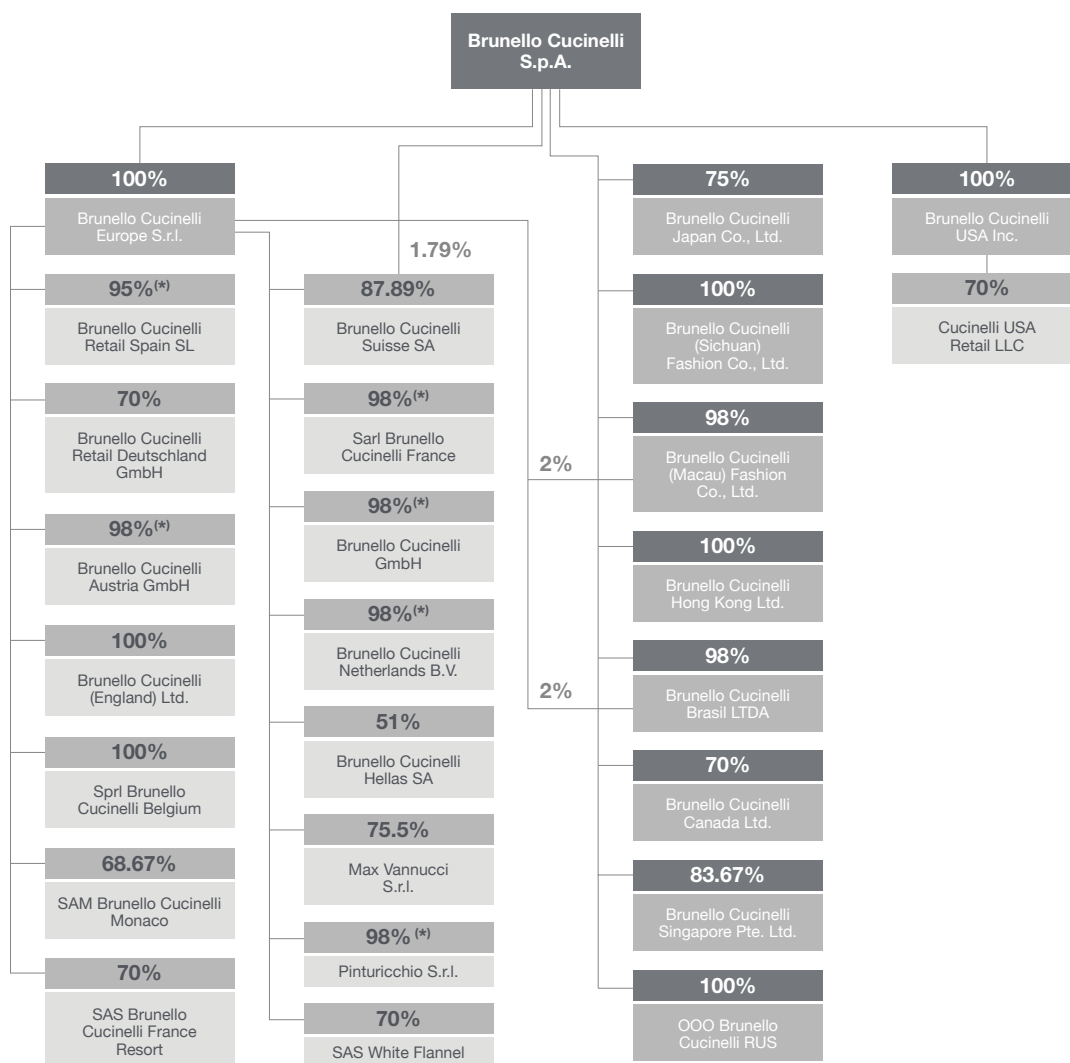 Brunello Cucinelli
S.p.A.
100%
Brunello Cucinelli
Europe S.r.l.
95%(*)
Brunello Cucinelli
Retail Spain SL
70%
Brunello Cucinelli
Retail Deutschland
GmbH
98%(*)
Brunello Cucinelli
Austria GmbH
100%
Brunello Cucinelli
(England) Ltd.
100%
Sprl Brunello
Cucinelli Belgium
68.67%
SAM Brunello Cucinelli
Monaco
70%
SAS Brunello
Cucinelli France
Resort
1.79%
87.89%
Brunello Cucinelli
Suisse SA
98%(*)
Sarl Brunello
Cucinelli France
98%(*)
Brunello Cucinelli
GmbH
98%(*)
Brunello Cucinelli
Netherlands B.V.
51%
Brunello Cucinelli
Hellas SA
75.5%
Max Vannucci
S.r.l.
98% (*)
Pinturicchio S.r.l.
70%
SAS White Flannel
2%
2%
75%
Brunello Cucinelli
Japan Co., Ltd.
100%
Brunello Cucinelli
(Sichuan)
Fashion Co., Ltd.
98%
Brunello Cucinelli
(Macau) Fashion
Co., Ltd.
100%
Brunello Cucinelli
Hong Kong Ltd.
98%
Brunello Cucinelli
Brasil LTDA
70%
Brunello Cucinelli
Canada Ltd.
83.67%
Brunello Cucinelli
Singapore Pte. Ltd.
100%
OOO Brunello
Cucinelli RUS
100%
Brunello Cucinelli
USA Inc.
70%
Cucinelli USA
Retail LLC